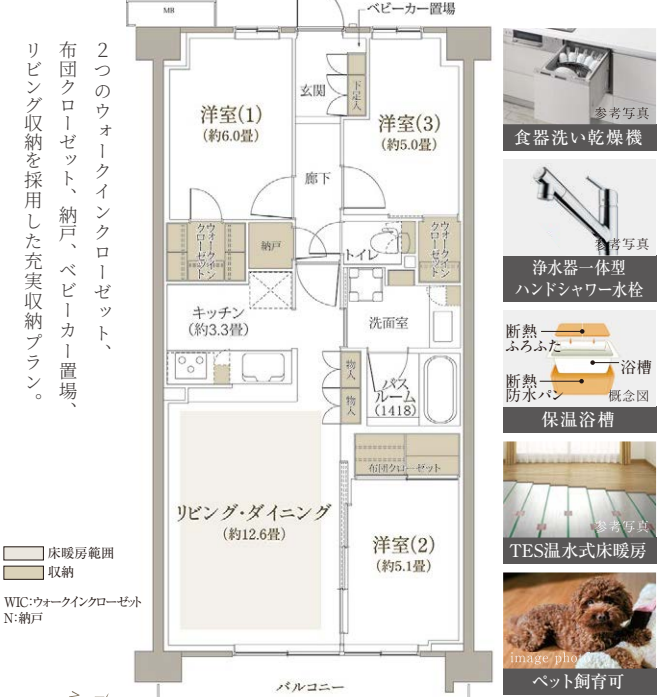 MB
ベビーカー置場
2つのウォークインクローゼット、
布団クローゼット、納戸、ベビーカー置場、
リビング収納を採用した充実収納プラン。
洋室(1)
(約6.0畳)
玄関
下足入
洋室(3)
(約5.0畳)
廊下
ウォークイン
クローゼット
納戸
トイレ
ウォークイン
クローゼット
キッチン
(約3.3畳)
洗面室
物入
物入
バス
ルーム
(1418)
布団クローゼット
リビング・ダイニング
(約12.6畳)
洋室(2)
(約5.1畳)
バルコニー
床暖房範囲
収納
WIC:ウォークインクローゼット
N:納戸
参考写真
食器洗い乾燥機
参考写真
浄水器一体型
ハンドシャワー水栓
断熱
ふろふた
浴槽
断熱
防水パン
概念図
保温浴槽
参考写真
TES温水式床暖房
image photo
ペット飼育可